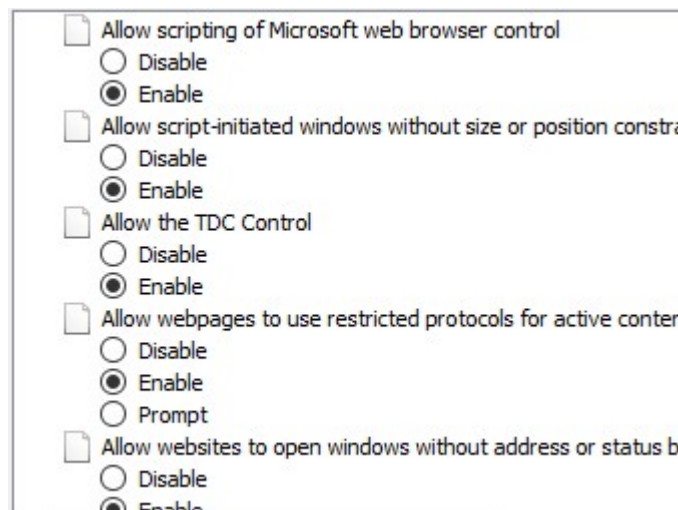 Allow scripting of Microsoft web browser control
Disable
Enable
Allow script-initiated windows without size or position constra
Disable
Enable
Allow the TDC Control
Disable
Enable
Allow webpages to use restricted protocols for active conten
Disable
Enable
Prompt
Allow websites to open windows without address or status b
Disable
Enable